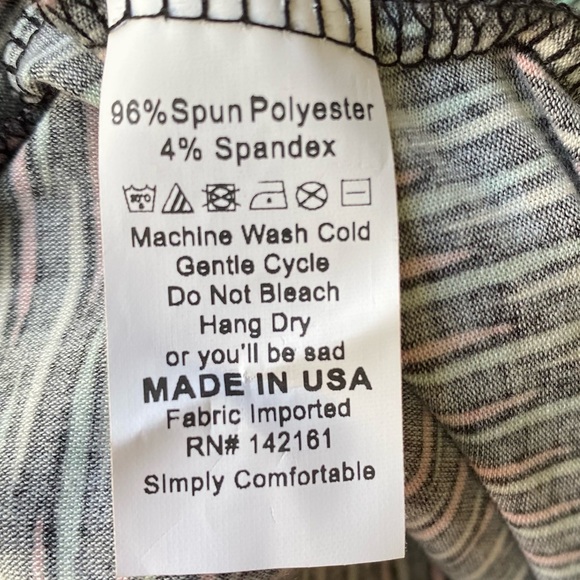 96% Spun Polyester
4% Spandex
Machine Wash Cold
Gentle Cycle
Do Not Bleach
Hang Dry
or you'll be sad
MADE IN USA
Fabric Imported
RN# 142161
Simply Comfortable